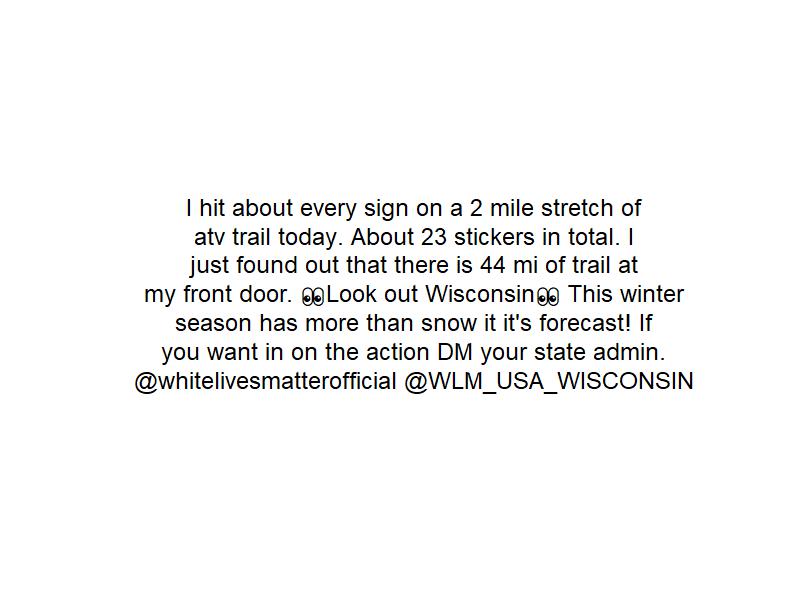 I hit about every sign on a 2 mile stretch of
atv trail today. About 23 stickers in total. I
just found out that there is 44 mi of trail at
my front door. 👀Look out Wisconsin👀 This winter
season has more than snow it it's forecast! If
you want in on the action DM your state admin.
@whitelivesmatterofficial @WLM_USA_WISCONSIN